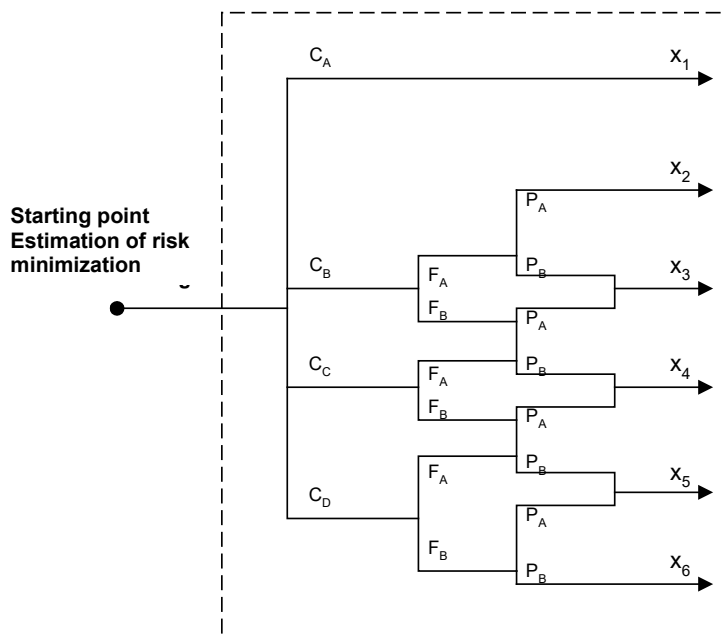 C_A
X_1
X_2
P_A
Starting point
Estimation of risk
minimization
C_B
F_A
P_B
X_3
F_B
P_A
C_C
F_A
P_B
X_4
F_B
P_A
F_A
P_B
X_5
C_D
P_A
F_B
P_B
X_6